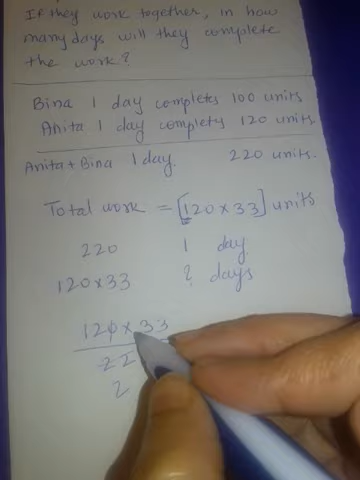 If they work together, in how
many days will they complete
the work?
Bina 1 day completes 100 units
Anita 1 day complety 120 units
Anita + Bina 1 day. 220 units.
Total work = [120 x 33] units
220 1 day
120 x 33 ? days
120 x 33
22
2